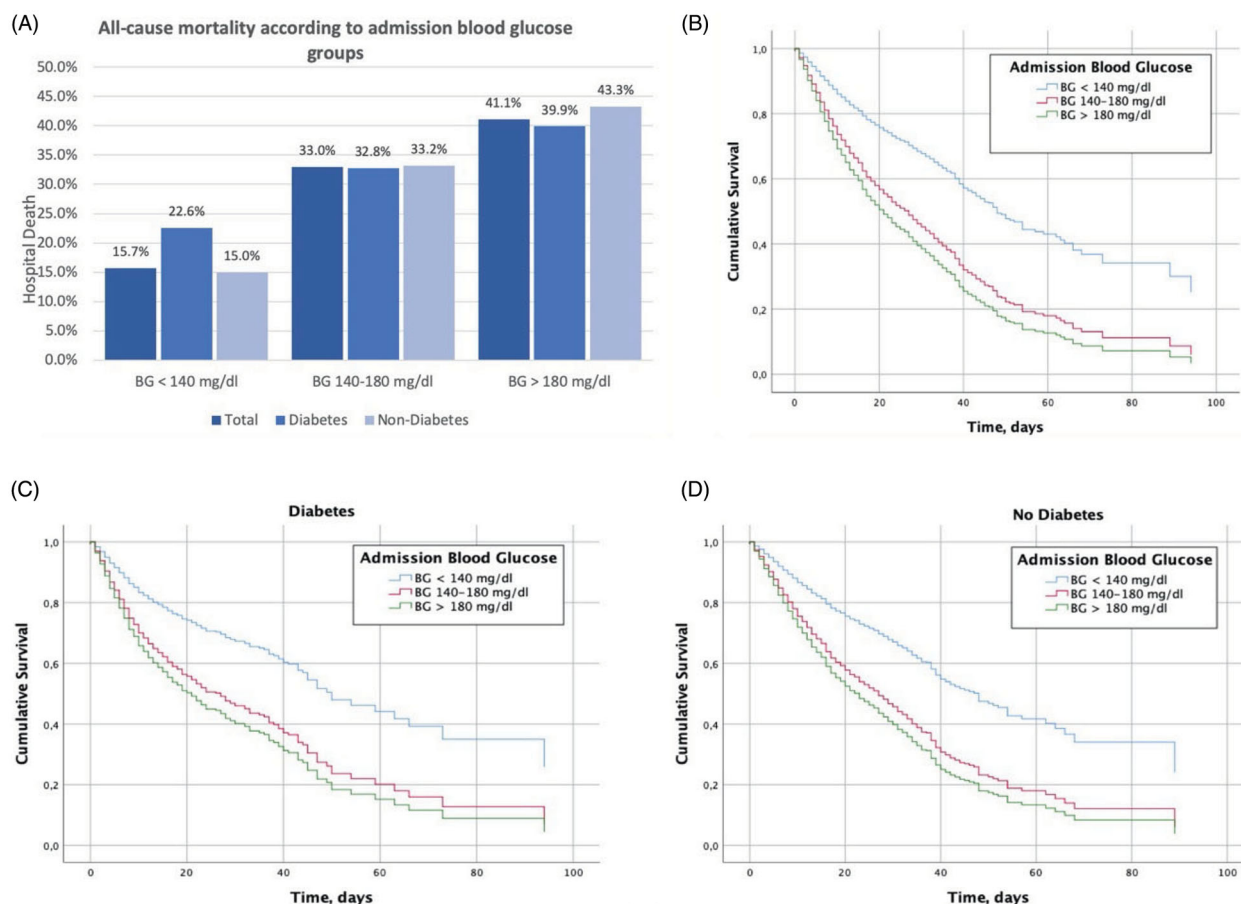 (A)
All-cause mortality according to admission blood glucose
groups
50.0%
45.0%
40.0%
35.0%
30.0%
25.0%
20.0%
15.0%
10.0%
5.0%
0.0%
Hospital Death
15.7%
22.6%
15.0%
33.0%
32.8%
33.2%
41.1%
39.9%
43.3%
BG < 140 mg/dl
BG 140-180 mg/dl
BG > 180 mg/dl
Total
Diabetes
Non-Diabetes
(B)
Admission Blood Glucose
BG < 140 mg/dl
BG 140-180 mg/dl
BG > 180 mg/dl
Cumulative Survival
1,0
0,8
0,6
0,4
0,2
0,0
0
20
40
60
80
100
Time, days
(C)
Diabetes
Admission Blood Glucose
BG < 140 mg/dl
BG 140-180 mg/dl
BG > 180 mg/dl
Cumulative Survival
1,0
0,8
0,6
0,4
0,2
0,0
0
20
40
60
80
100
Time, days
(D)
No Diabetes
Admission Blood Glucose
BG < 140 mg/dl
BG 140-180 mg/dl
BG > 180 mg/dl
Cumulative Survival
1,0
0,8
0,6
0,4
0,2
0,0
0
20
40
60
80
100
Time, days